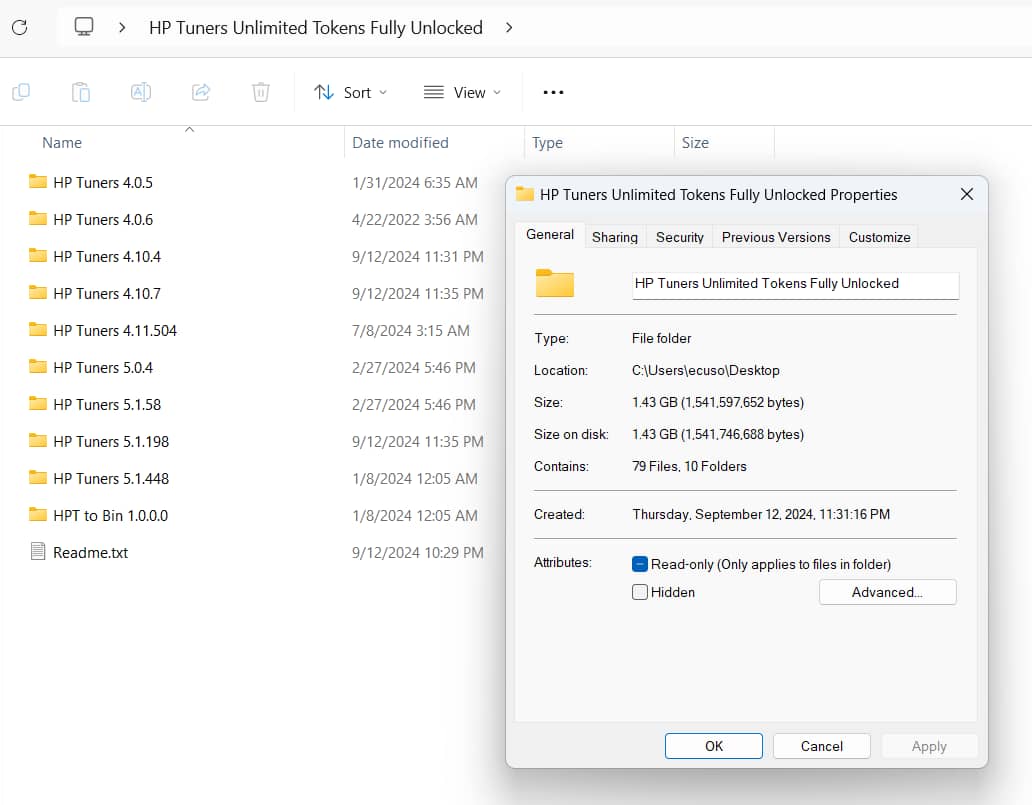 HP Tuners Unlimited Tokens Fully Unlocked
Sort
View
Name
Date modified
Type
Size
HP Tuners 4.0.5 1/31/2024 6:35 AM
HP Tuners 4.0.6 4/22/2022 3:56 AM
HP Tuners 4.10.4 9/12/2024 11:31 PM
HP Tuners 4.10.7 9/12/2024 11:35 PM
HP Tuners 4.11.504 7/8/2024 3:15 AM
HP Tuners 5.0.4 2/27/2024 5:46 PM
HP Tuners 5.1.58 2/27/2024 5:46 PM
HP Tuners 5.1.198 9/12/2024 11:35 PM
HP Tuners 5.1.448 1/8/2024 12:05 AM
HPT to Bin 1.0.0.0 1/8/2024 12:05 AM
Readme.txt 9/12/2024 10:29 PM
HP Tuners Unlimited Tokens Fully Unlocked Properties
General Sharing Security Previous Versions Customize
HP Tuners Unlimited Tokens Fully Unlocked
Type: File folder
Location: C:\Users\ecuso\Desktop
Size: 1.43 GB (1,541,597,652 bytes)
Size on disk: 1.43 GB (1,541,746,688 bytes)
Contains: 79 Files, 10 Folders
Created: Thursday, September 12, 2024, 11:31:16 PM
Attributes: Read-only (Only applies to files in folder)
Hidden Advanced...
OK Cancel Apply